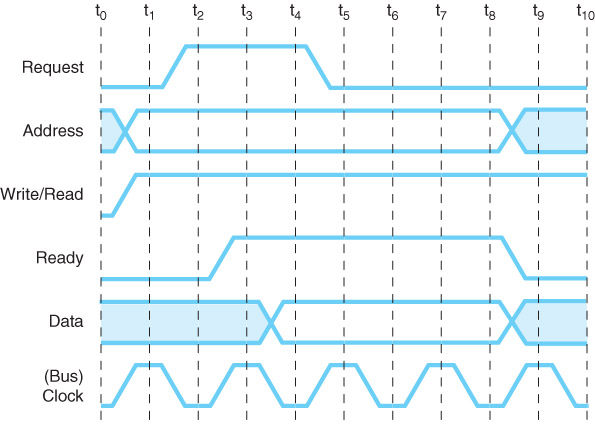 t0 t1 t2 t3 t4 t5 t6 t7 t8 t9 t10
Request
Address
Write/Read
Ready
Data
(Bus)
Clock